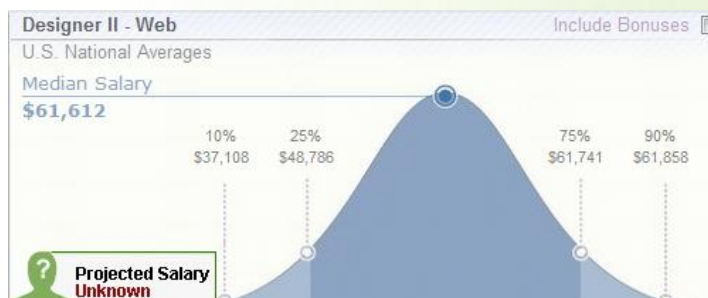 Designer II - Web
Include Bonuses
U.S. National Averages
Median Salary
$61,612
10% 25% 75% 90%
$37,108 $48,786 $61,741 $61,858
?
Projected Salary
Unknown